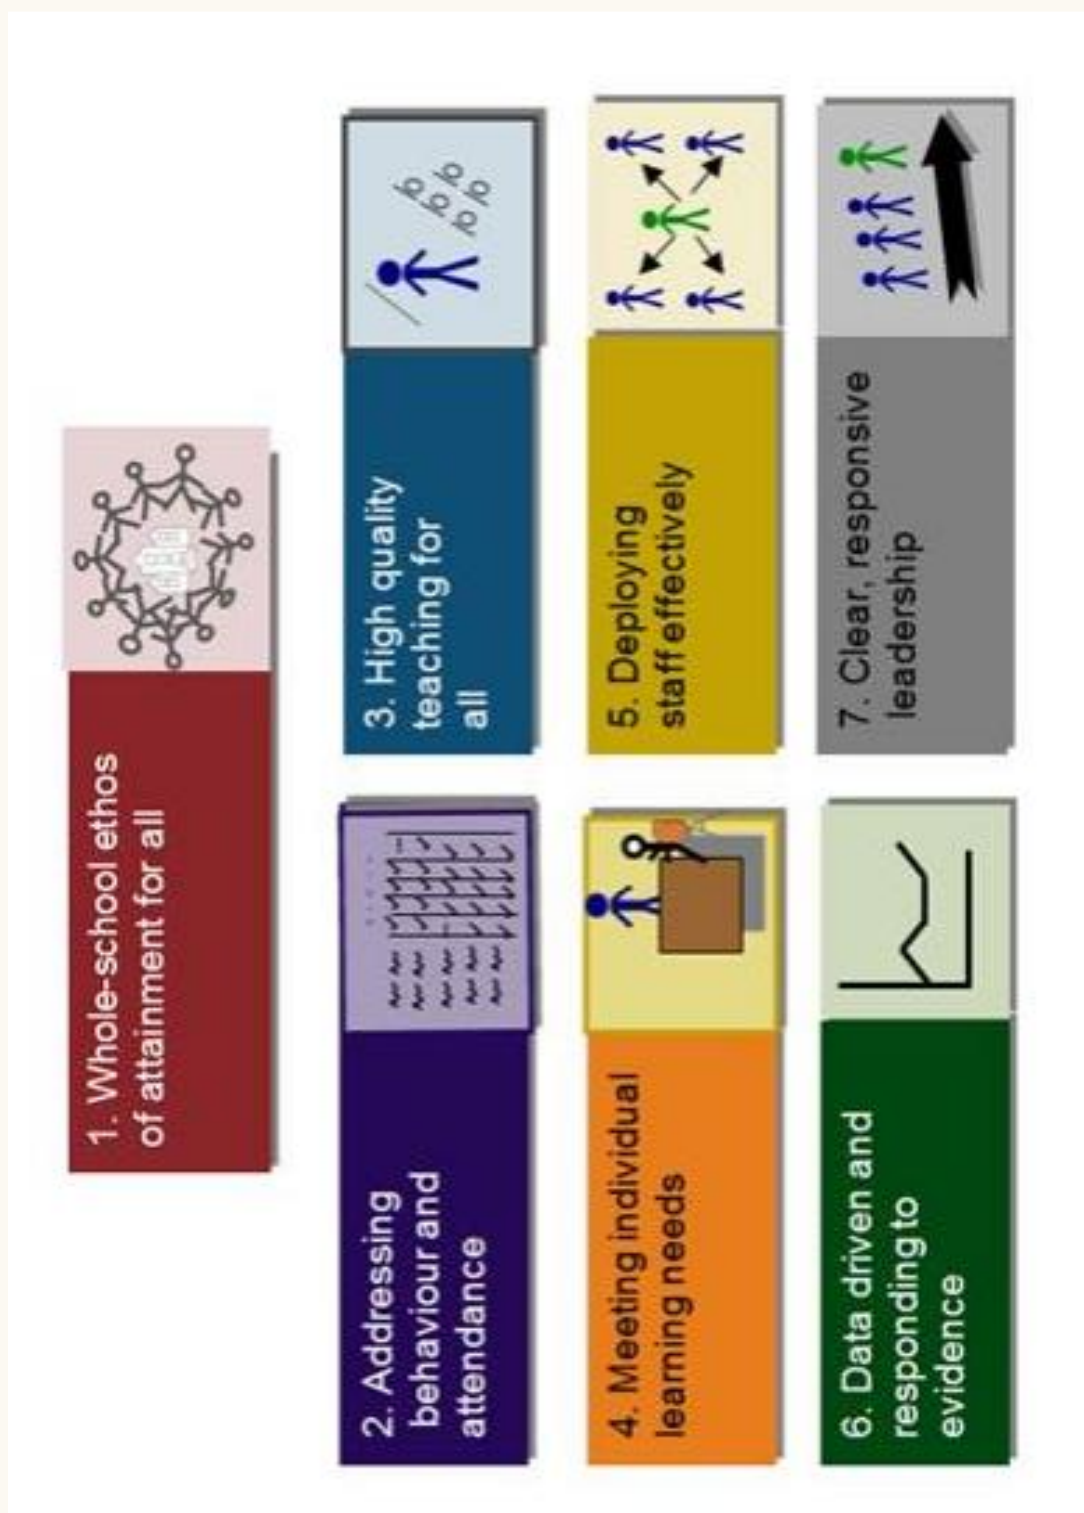 1. Whole-school ethos
of attainment for all
2. Addressing
behaviour and
attendance
3. High quality
teaching for
all
4. Meeting individual
learning needs
5. Deploying
staff effectively
6. Data driven and
responding to
evidence
7. Clear, responsive
leadership